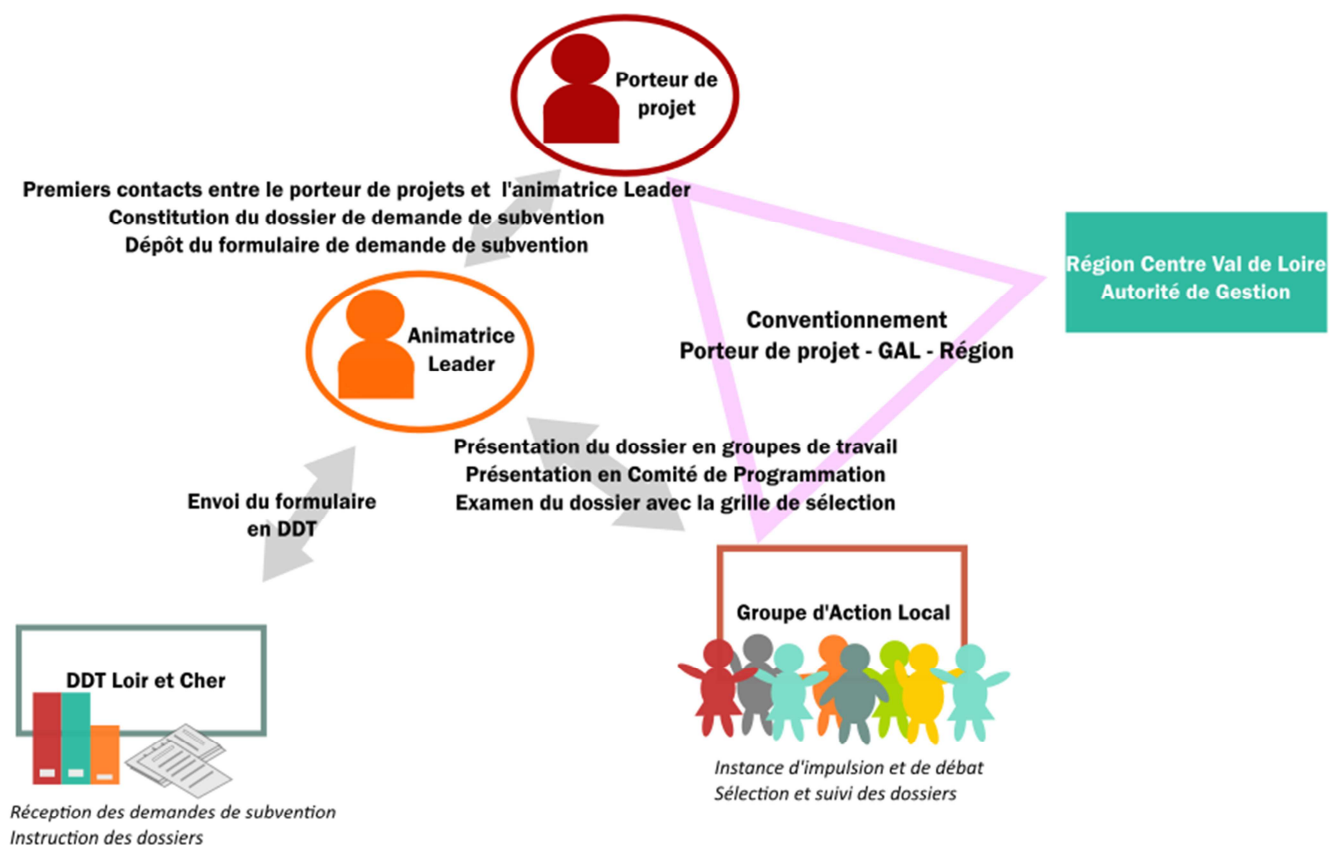 Porteur de
projet
Premiers contacts entre le porteur de projets et l'animatrice Leader
Constitution du dossier de demande de subvention
Dépôt du formulaire de demande de subvention
Région Centre Val de Loire
Autorité de Gestion
Animatrice
Leader
Conventionnement
Porteur de projet - GAL - Région
Présentation du dossier en groupes de travail
Présentation en Comité de Programmation
Examen du dossier avec la grille de sélection
Envoi du formulaire
en DDT
Groupe d'Action Local
DDT Loir et Cher
Instance d'impulsion et de débat
Sélection et suivi des dossiers
Réception des demandes de subvention
Instruction des dossiers